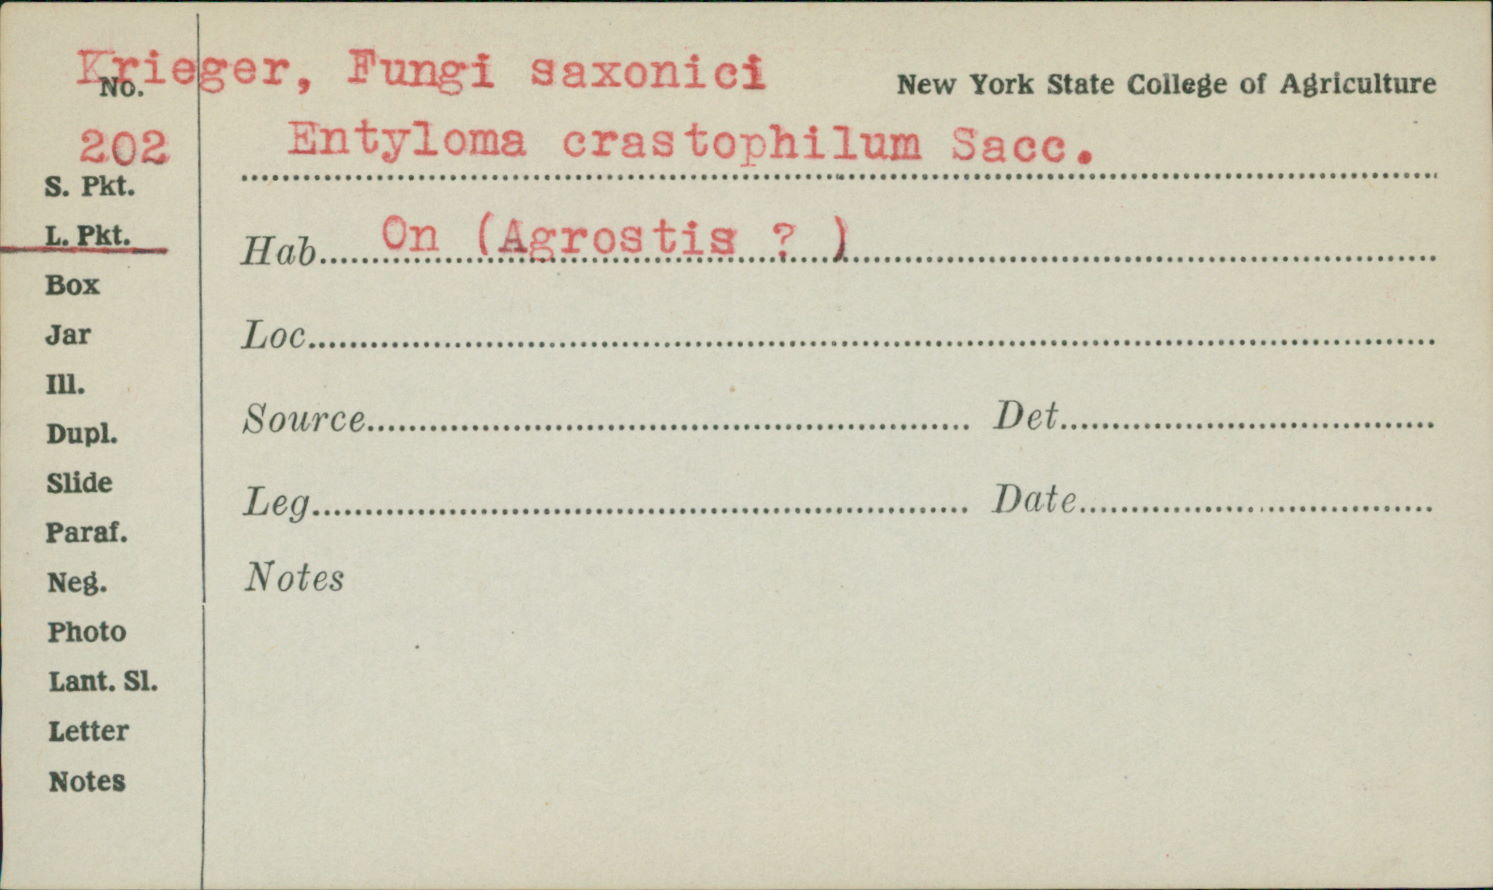 Krieger, Fungi saxonici
No.
New York State College of Agriculture
202
Entyloma crastophilum Sacc.
S. Pkt.
L. Pkt.
Hab. On (Agrostis ? )
Box
Jar
Loc.
Ill.
Dupl.
Source Det.
Slide
Leg. Date
Paraf.
Neg.
Notes
Photo
Lant. Sl.
Letter
Notes